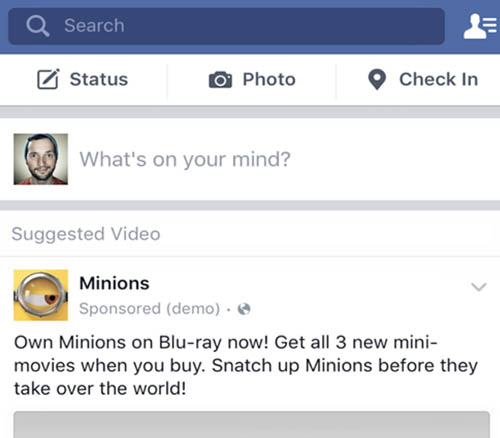 Search
Status Photo Check In
What's on your mind?
Suggested Video
Minions
Sponsored (demo) ·
Own Minions on Blu-ray now! Get all 3 new mini-
movies when you buy. Snatch up Minions before they
take over the world!